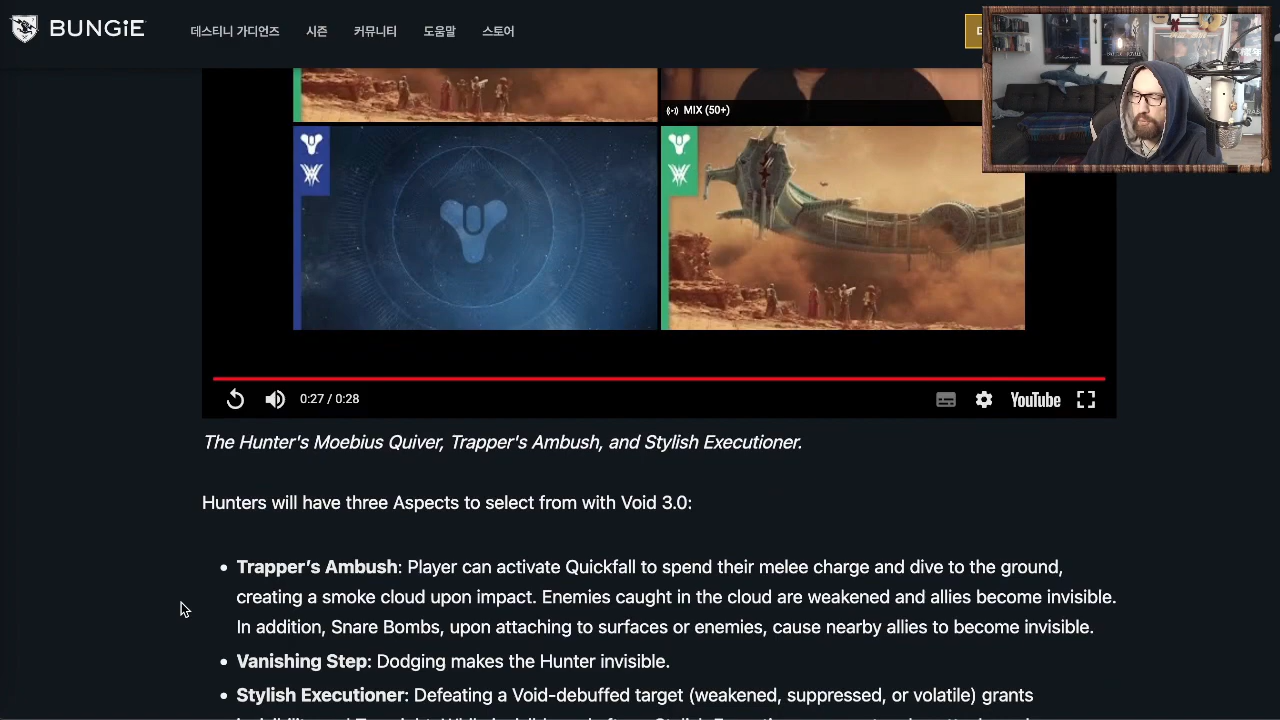 BUNGiE
데스티니 가디언즈
시즌
커뮤니티
도움말
스토어
MIX (50+)
0:27 / 0:28
YouTube
The Hunter's Moebius Quiver, Trapper's Ambush, and Stylish Executioner.
Hunters will have three Aspects to select from with Void 3.0:
• Trapper's Ambush: Player can activate Quickfall to spend their melee charge and dive to the ground,
creating a smoke cloud upon impact. Enemies caught in the cloud are weakened and allies become invisible.
In addition, Snare Bombs, upon attaching to surfaces or enemies, cause nearby allies to become invisible.
• Vanishing Step: Dodging makes the Hunter invisible.
• Stylish Executioner: Defeating a Void-debuffed target (weakened, suppressed, or volatile) grants